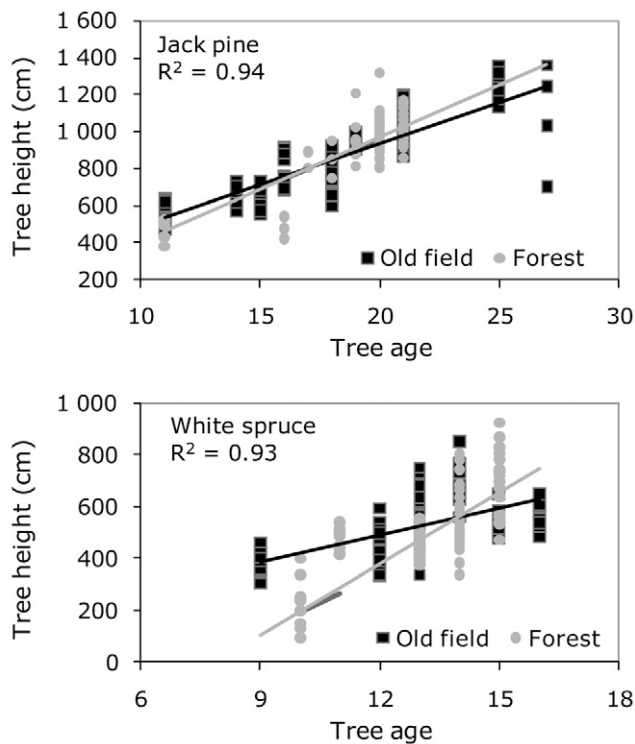 1 600
1 400
1 200
1 000
800
600
400
200
Tree height (cm)
Jack pine
R² = 0.94
Old field Forest
10 15 20 25 30
Tree age
1 000
800
600
400
200
0
Tree height (cm)
White spruce
R² = 0.93
Old field Forest
6 9 12 15 18
Tree age